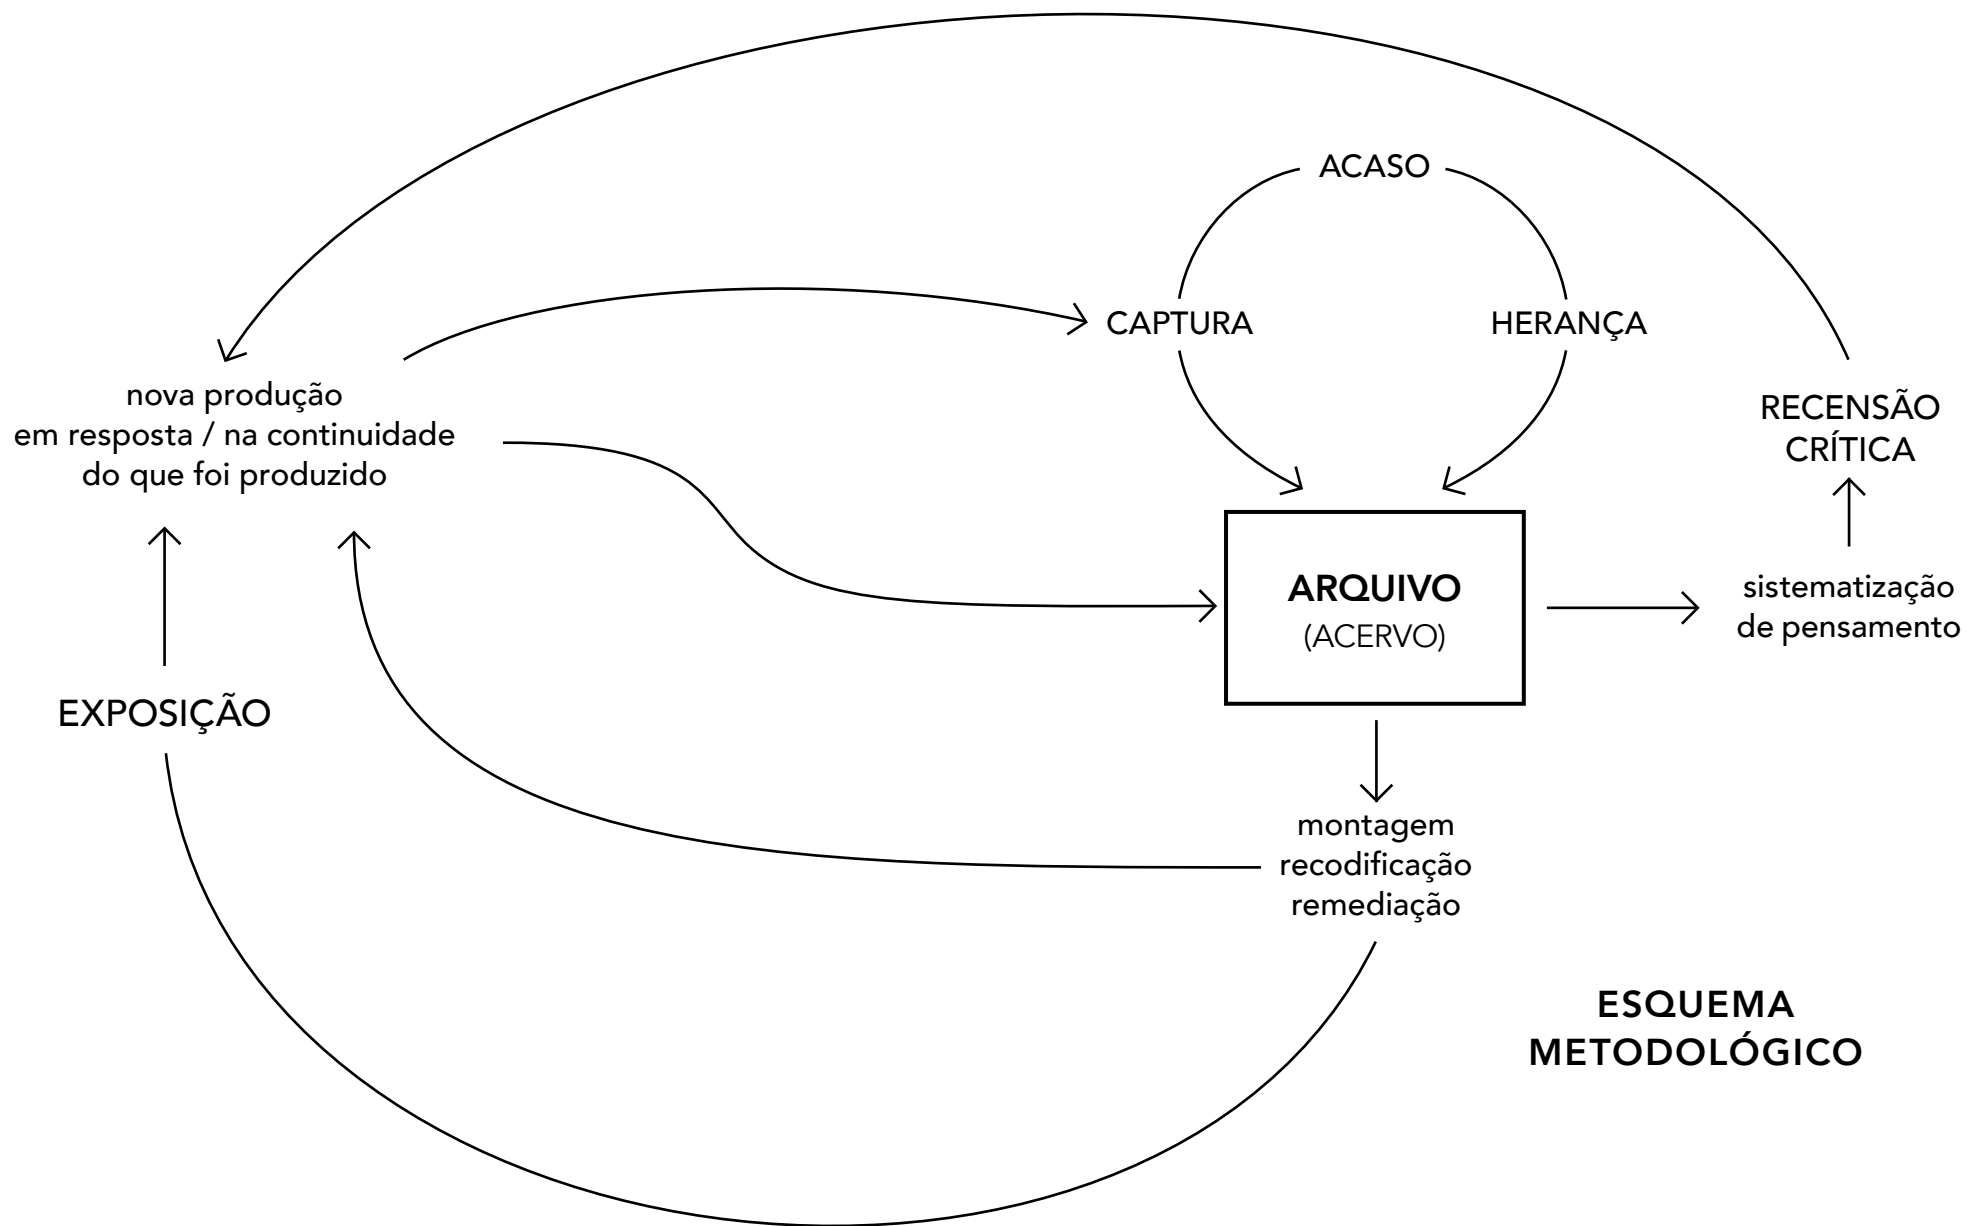 ACASO
CAPTURA
HERANÇA
nova produção
em resposta / na continuidade
do que foi produzido
RECENSÃO
CRÍTICA
ARQUIVO
(ACERVO)
sistematização
de pensamento
EXPOSIÇÃO
montagem
recodificação
remediação
ESQUEMA
METODOLÓGICO